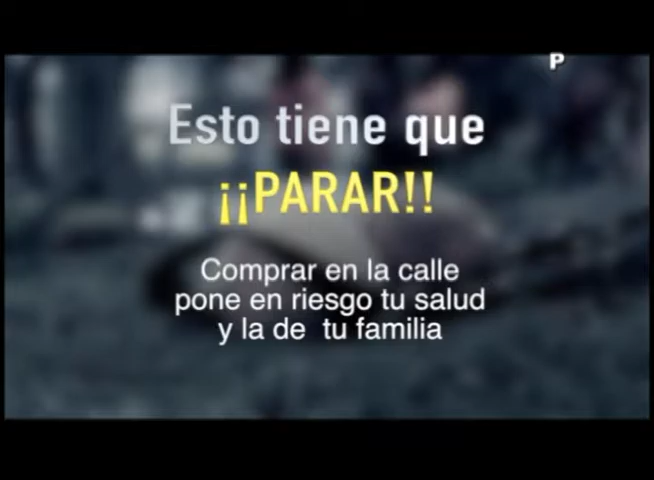 P
Esto tiene que
¡¡PARAR!!
Comprar en la calle
pone en riesgo tu salud
y la de tu familia